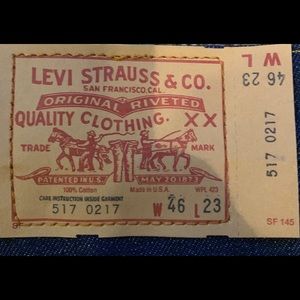 LEVI STRAUSS & CO.
SAN FRANCISCO, CAL.
ORIGINAL RIVETED
QUALITY CLOTHING. XX
TRADE MARK
PATENTED IN U.S. MAY 20 1873
100% Cotton Made in U.S.A. WPL 423
CARE INSTRUCTION INSIDE GARMENT
517 0217 W 46 L 23
SF
W L
46 23
517 0217
SF 145